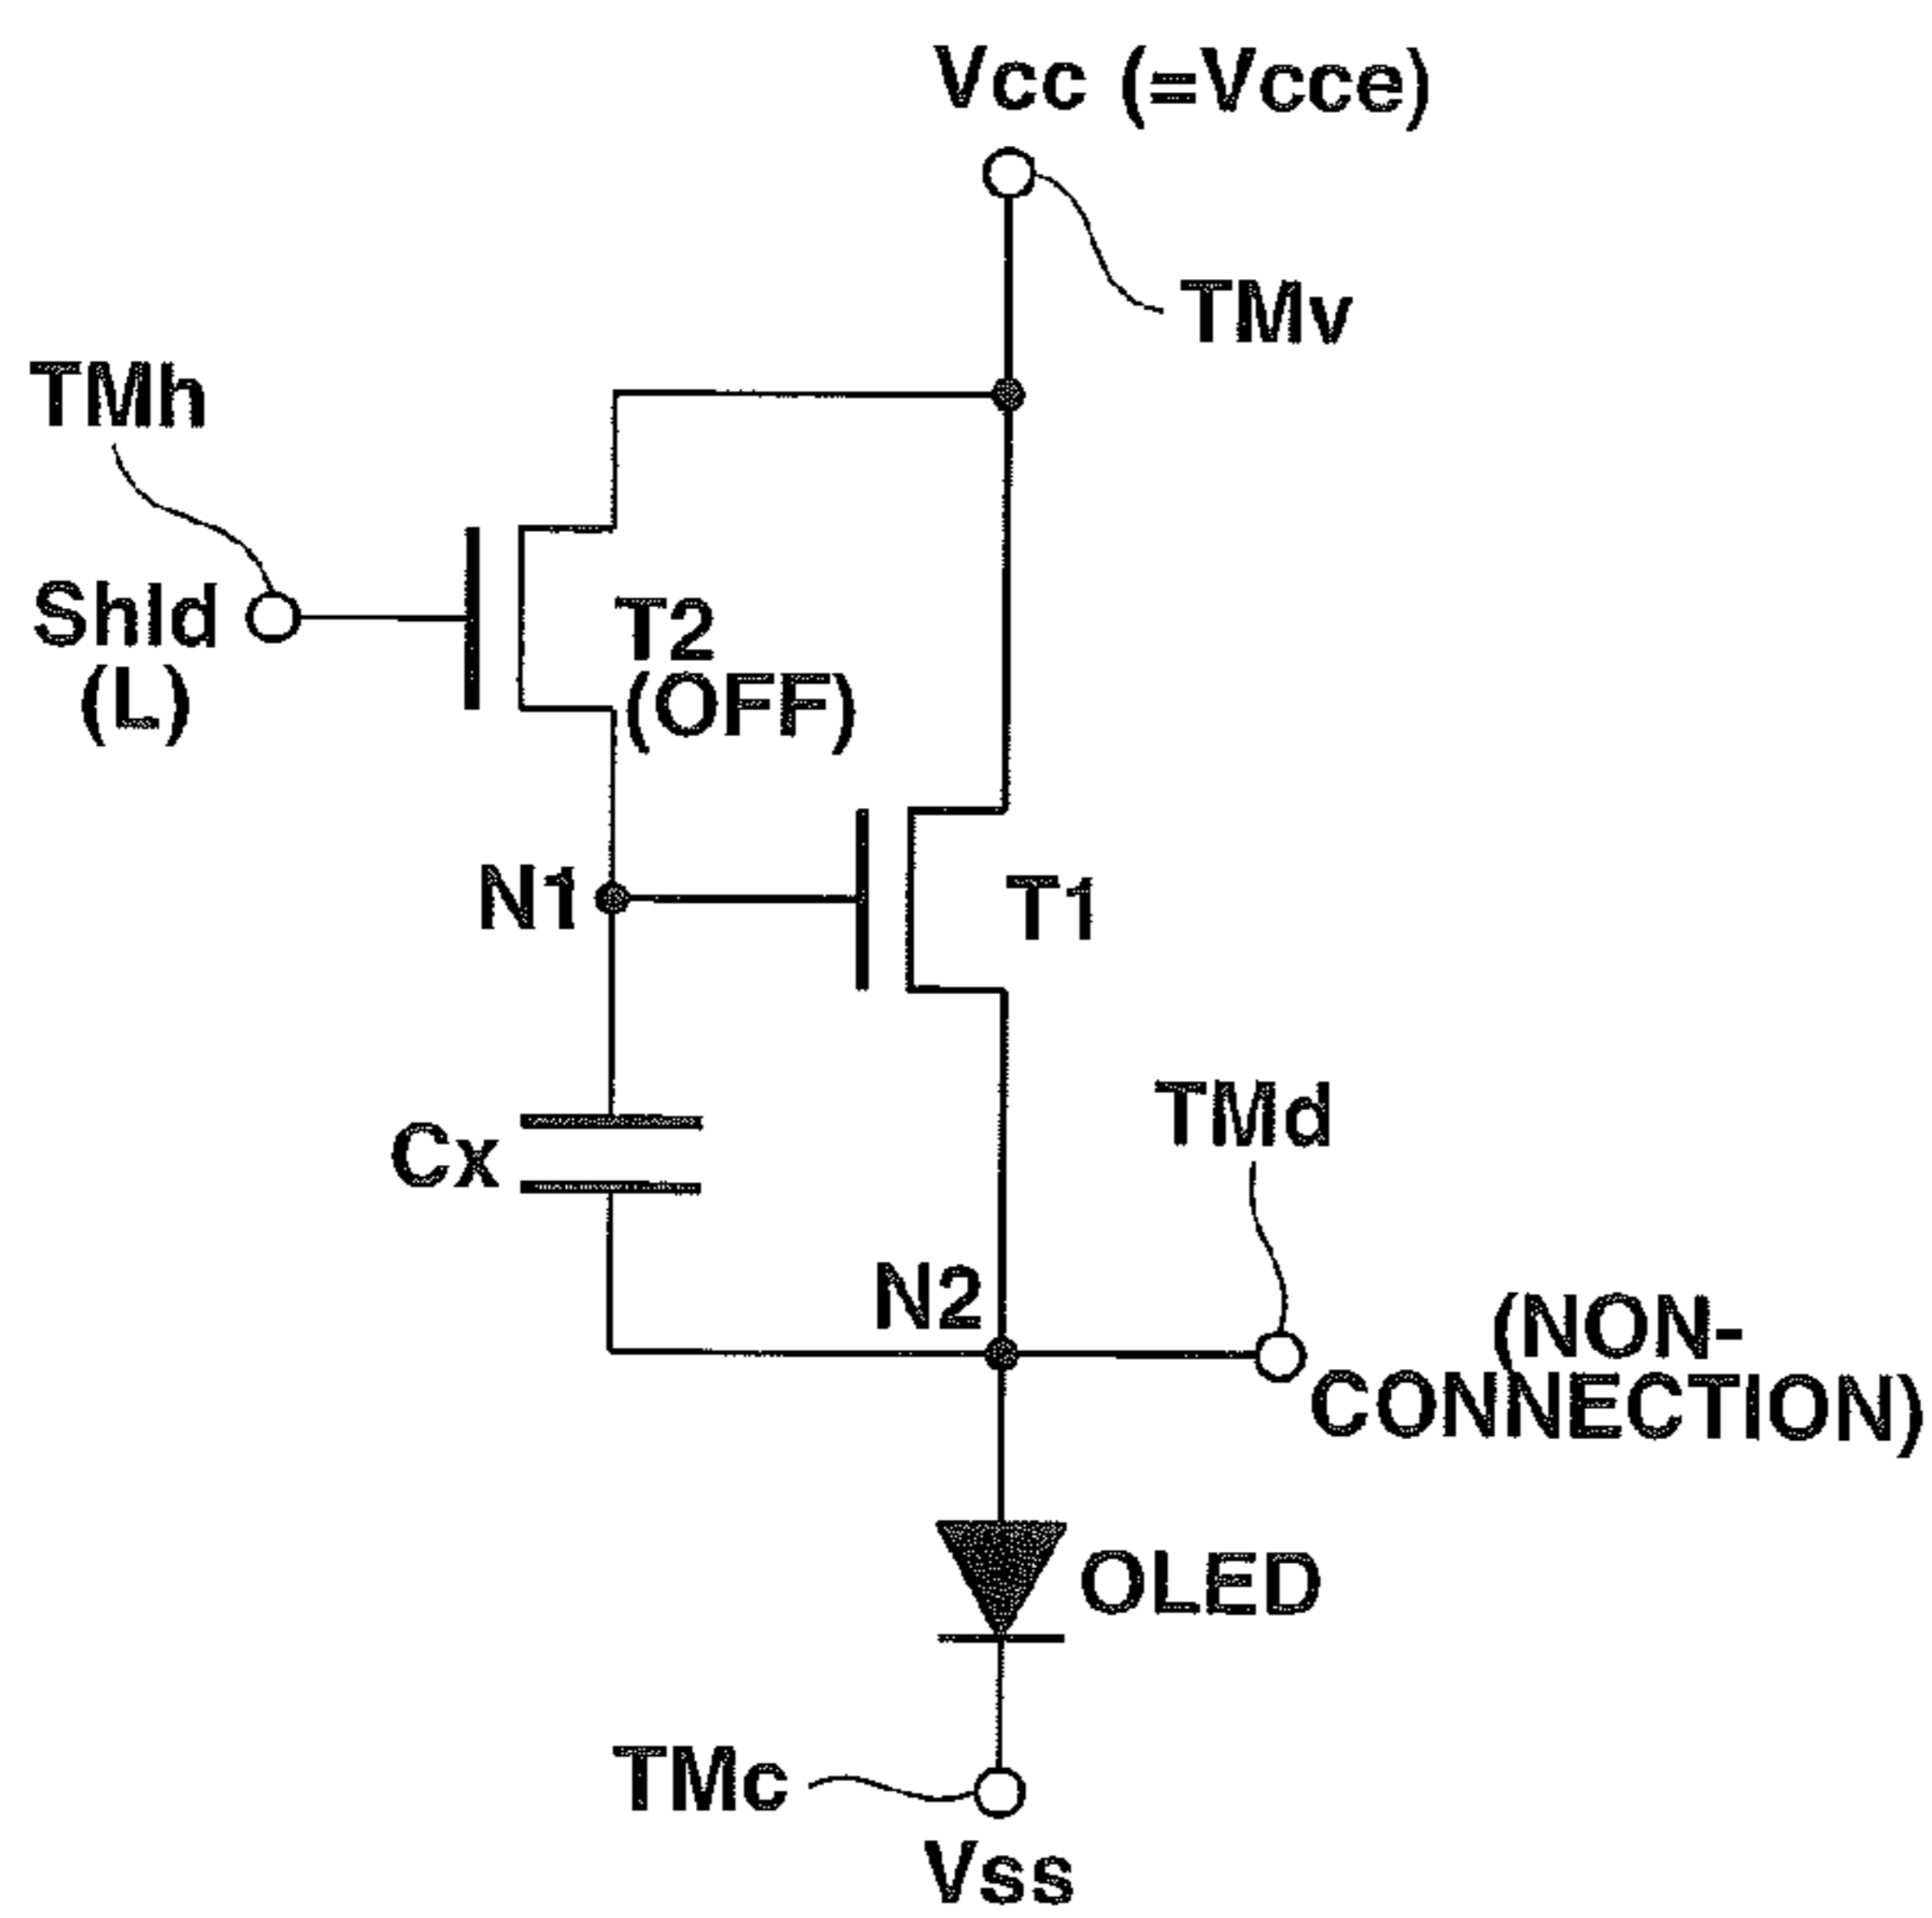 Vcc (=Vcce)
TMv
TMh
Shld
(L)
T2
(OFF)
N1
T1
Cx
TMd
N2
(NON-
CONNECTION)
OLED
TMc
Vss